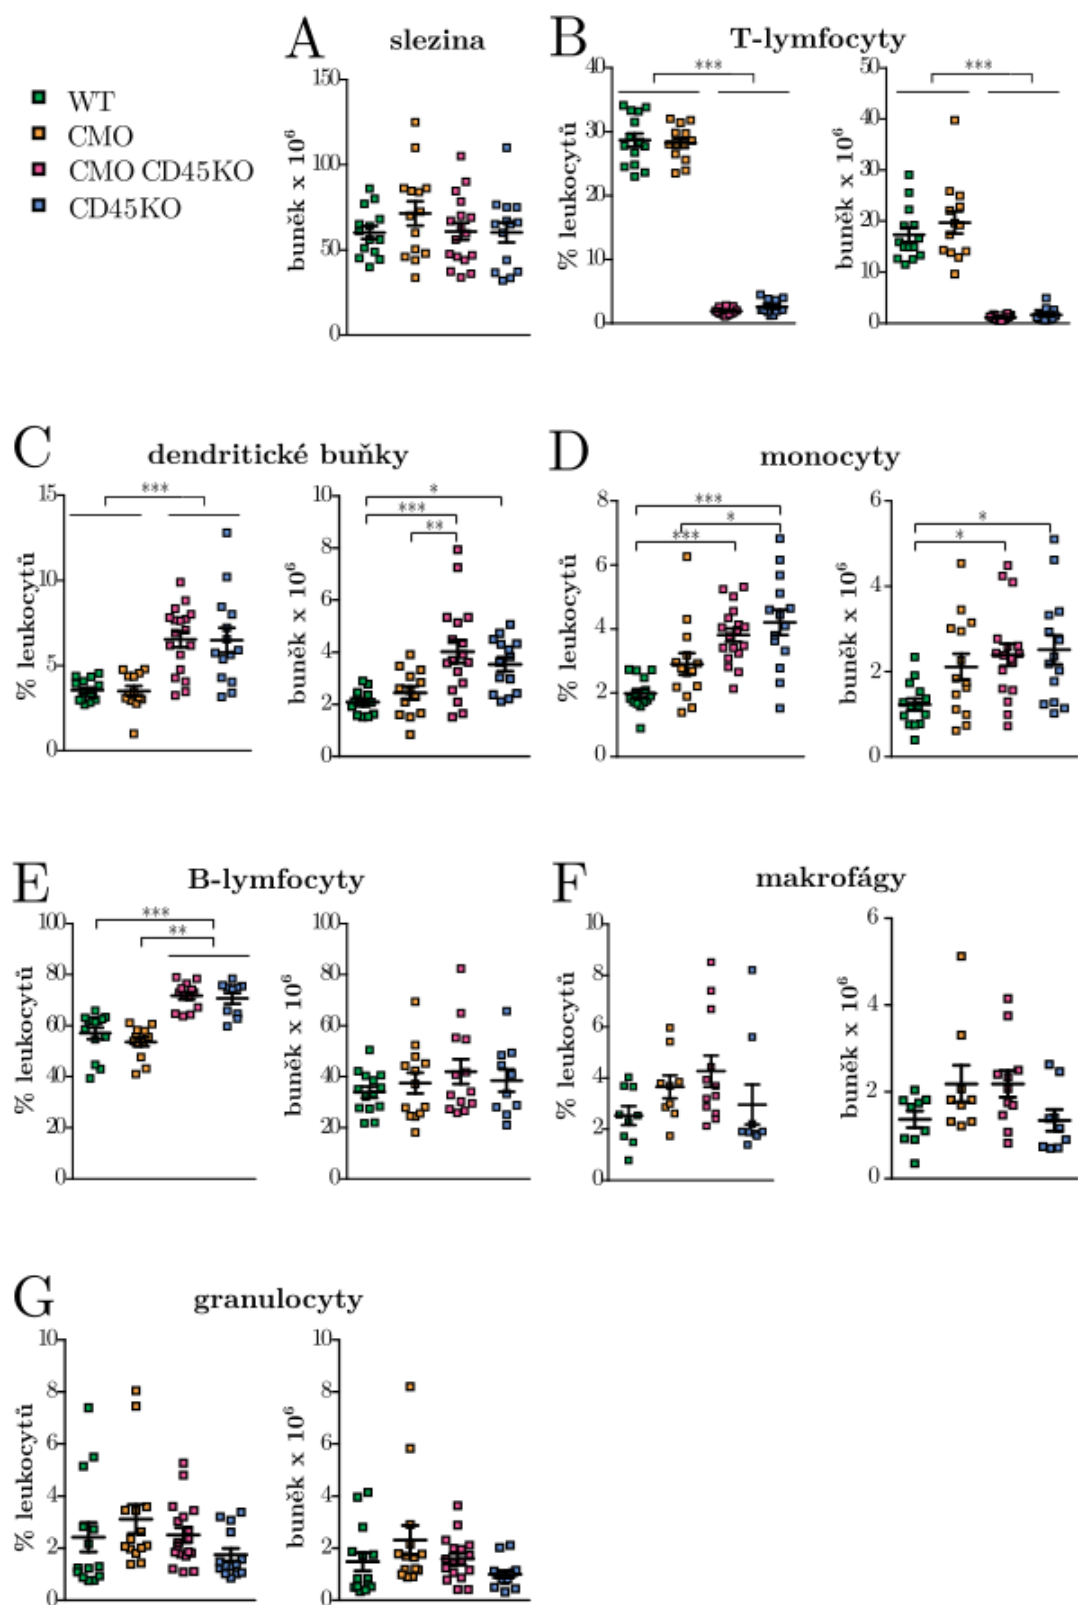 WT
CMO
CMO CD45KO
CD45KO
A
slezina
buněk x 10⁶
150
100
50
0
B
T-lymfocyty
% leukocytů
40
30
20
10
0
***
buněk x 10⁶
50
40
30
20
10
0
***
C
dendritické buňky
% leukocytů
15
10
5
0
***
buněk x 10⁶
10
8
6
4
2
0
*
***
**
D
monocyty
% leukocytů
8
6
4
2
0
***
*
***
buněk x 10⁶
6
4
2
0
*
*
E
B-lymfocyty
% leukocytů
100
80
60
40
20
0
***
**
buněk x 10⁶
100
80
60
40
20
0
F
makrofágy
% leukocytů
10
8
6
4
2
0
buněk x 10⁶
6
4
2
0
G
granulocyty
% leukocytů
10
8
6
4
2
0
buněk x 10⁶
10
8
6
4
2
0